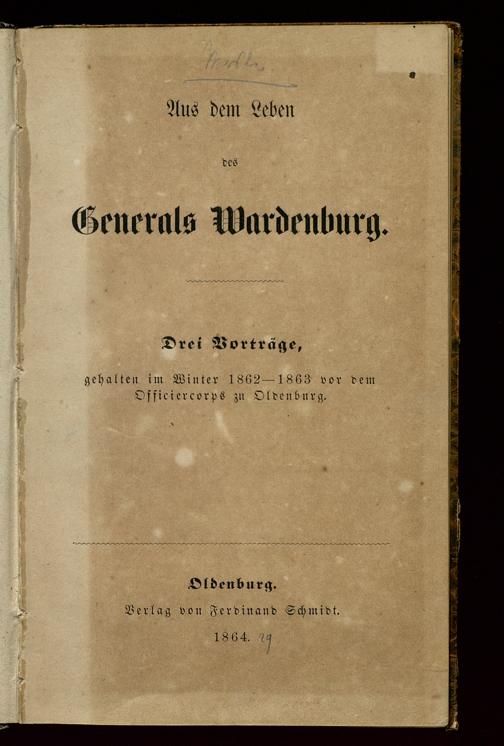 Aus dem Leben
des
Generals Wardenburg.
Drei Vorträge,
gehalten im Winter 1862—1863 vor dem
Officiercorps zu Oldenburg.
Oldenburg.
Verlag von Ferdinand Schmidt.
1864.